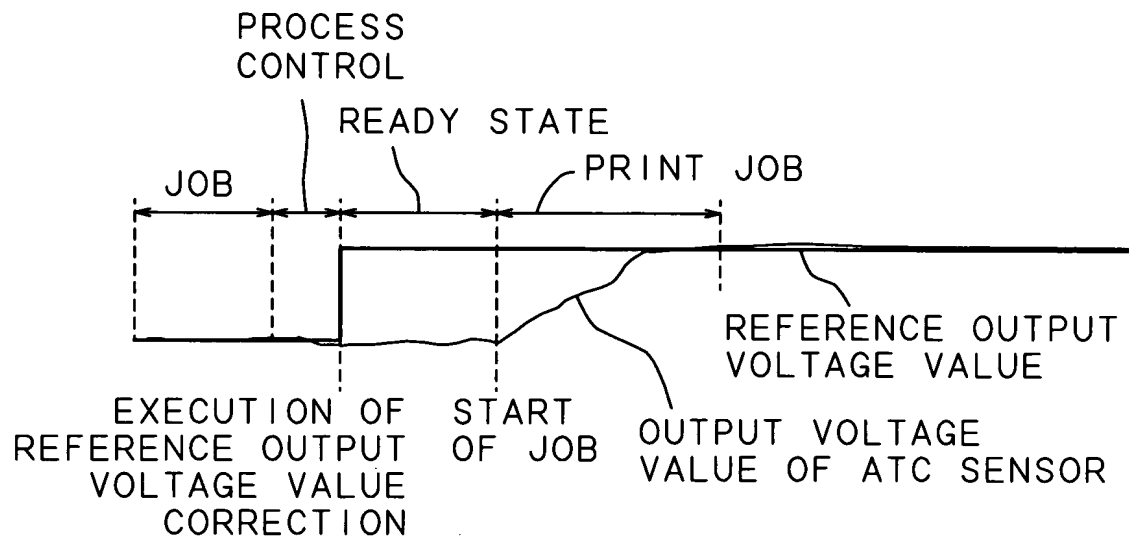 PROCESS
CONTROL
READY STATE
PRINT JOB
JOB
REFERENCE OUTPUT
VOLTAGE VALUE
EXECUTION OF
REFERENCE OUTPUT
VOLTAGE VALUE
CORRECTION
START
OF JOB
OUTPUT VOLTAGE
VALUE OF ATC SENSOR